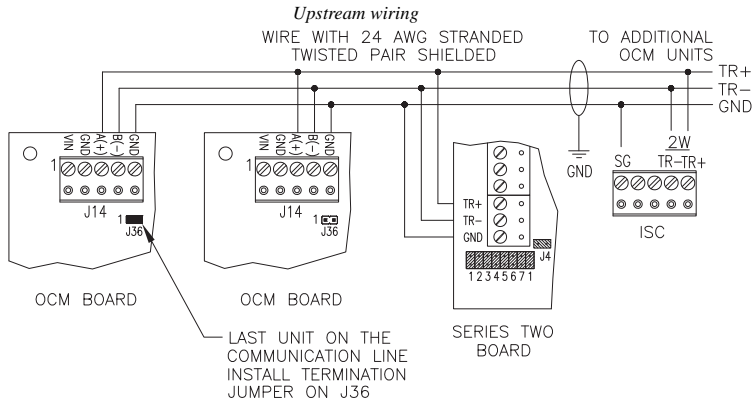 Upstream wiring
WIRE WITH 24 AWG STRANDED
TWISTED PAIR SHIELDED
TO ADDITIONAL
OCM UNITS
TR+
TR-
GND
GND
VIN
GND
A(+)
B(-)
GND
1
J14
1
J36
OCM BOARD
VIN
GND
A(+)
B(-)
GND
1
J14
1
J36
OCM BOARD
LAST UNIT ON THE
COMMUNICATION LINE
INSTALL TERMINATION
JUMPER ON J36
TR+
TR-
GND
J4
12345671
SERIES TWO
BOARD
2W
SG TR-TR+
ISC